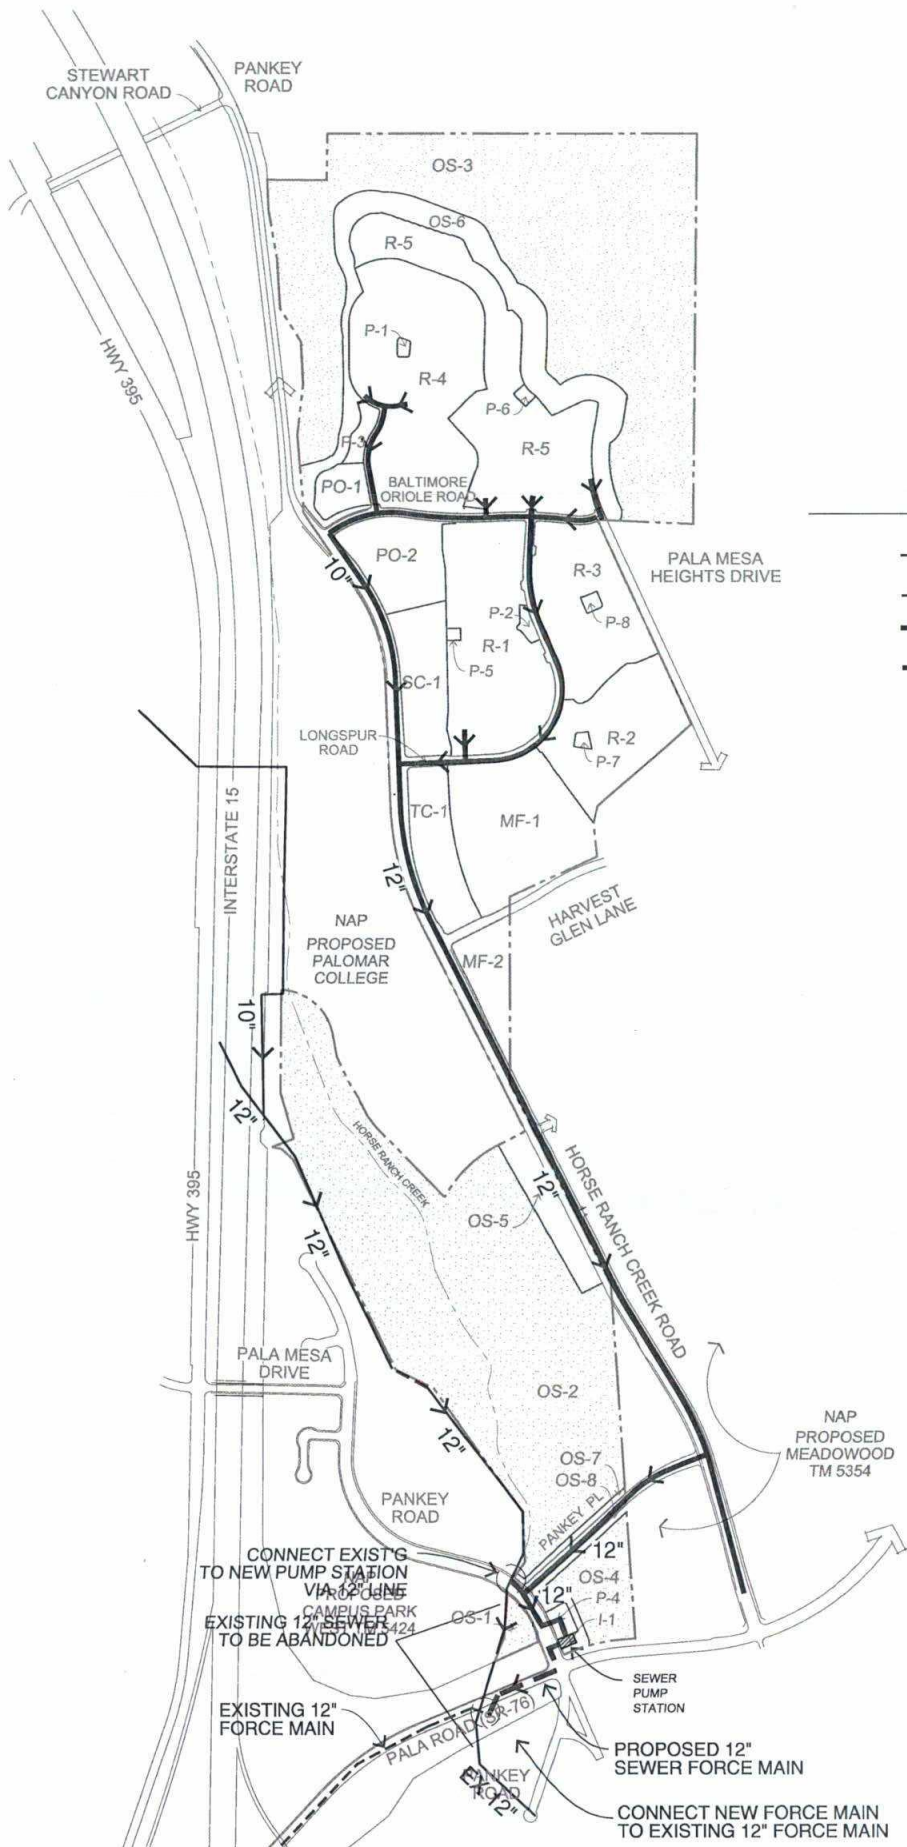 STEWART
CANYON ROAD
PANKEY
ROAD
OS-3
OS-6
R-5
HWY 395
P-1
R-4
P-6
P-3
R-5
PO-1
BALTIMORE
ORIOLE ROAD
PO-2
10"
R-3
PALA MESA
HEIGHTS DRIVE
P-8
P-2
R-1
P-5
SC-1
LONGSPUR
ROAD
R-2
P-7
TC-1
MF-1
INTERSTATE 15
12"
HARVEST
GLEN LANE
NAP
PROPOSED
PALOMAR
COLLEGE
MF-2
10"
12"
HORSE RANCH CREEK
HORSE RANCH CREEK ROAD
12"
OS-5
HWY 395
12"
PALA MESA
DRIVE
OS-2
12"
NAP
PROPOSED
MEADOWOOD
TM 5354
OS-7
OS-8
PANKEY PL
PANKEY
ROAD
12"
CONNECT EXIST'G
TO NEW PUMP STATION
VIA 12" LINE
NAP
PROPOSED
CAMPUS PARK
WEST TM 5424
12"
OS-4
P-4
I-1
OS-1
EXISTING 12" SEWER
TO BE ABANDONED
SEWER
PUMP
STATION
EXISTING 12"
FORCE MAIN
PALA ROAD (SR-76)
PROPOSED 12"
SEWER FORCE MAIN
PANKEY
ROAD
EX 12"
CONNECT NEW FORCE MAIN
TO EXISTING 12" FORCE MAIN